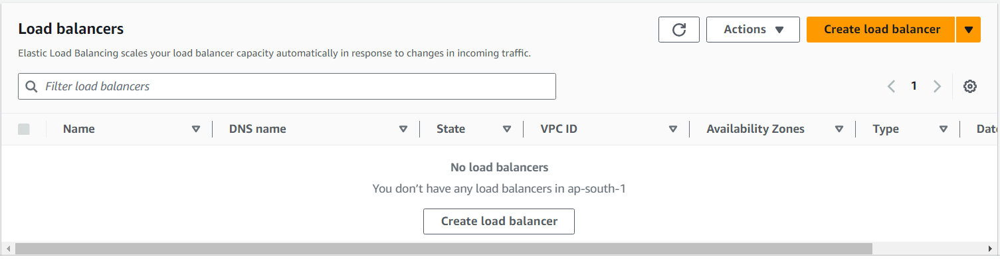 Load balancers
Actions
Create load balancer
Elastic Load Balancing scales your load balancer capacity automatically in response to changes in incoming traffic.
Filter load balancers
1
Name DNS name State VPC ID Availability Zones Type Date
No load balancers
You don’t have any load balancers in ap-south-1
Create load balancer